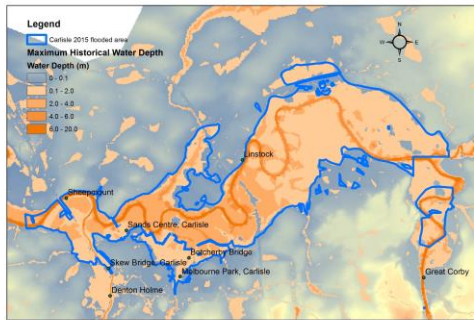 Legend
Carlisle 2015 flooded area
Maximum Historical Water Depth
Water Depth (m)
0 - 0.1
0.1 - 2.0
2.0 - 4.0
4.0 - 6.0
6.0 - 20.0
N
W E
S
Linstock
Sheepmount
Sands Centre, Carlisle
Botcherby Bridge
Skew Bridge, Carlisle
Melbourne Park, Carlisle
Great Corby
Denton Holme